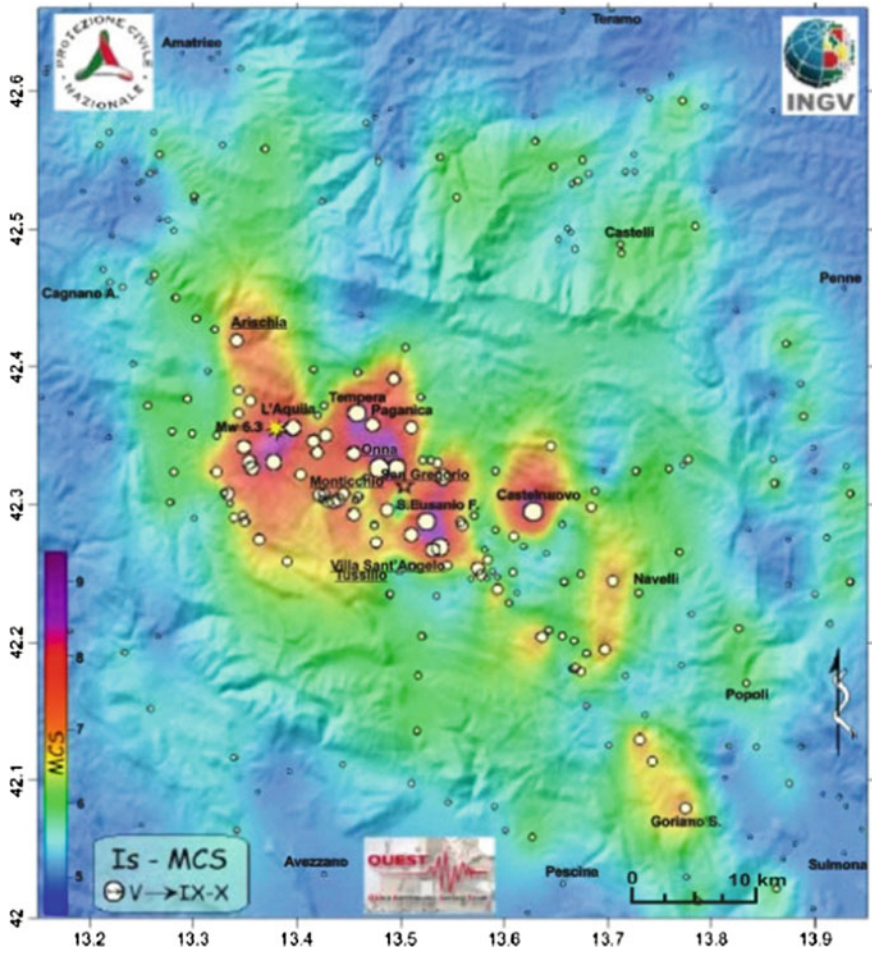 PROTEZIONE CIVILE
NAZIONALE
Teramo
Amatrice
INGV
42.6
42.5
Castelli
Cagnano A.
Penne
Arischia
42.4
Tempera
L'Aquila
Paganica
Mw 6.3
Onna
San Gregorio
Monticchio
Castelnuovo
42.3
S.Eusanio F.
Villa Sant'Angelo
Tussillo
Navelli
9
8
7
6
5
MCS
42.2
Popoli
42.1
Goriano S.
Is - MCS
V → IX-X
Avezzano
QUEST
Pescina
Sulmona
0 10 km
42
13.2 13.3 13.4 13.5 13.6 13.7 13.8 13.9